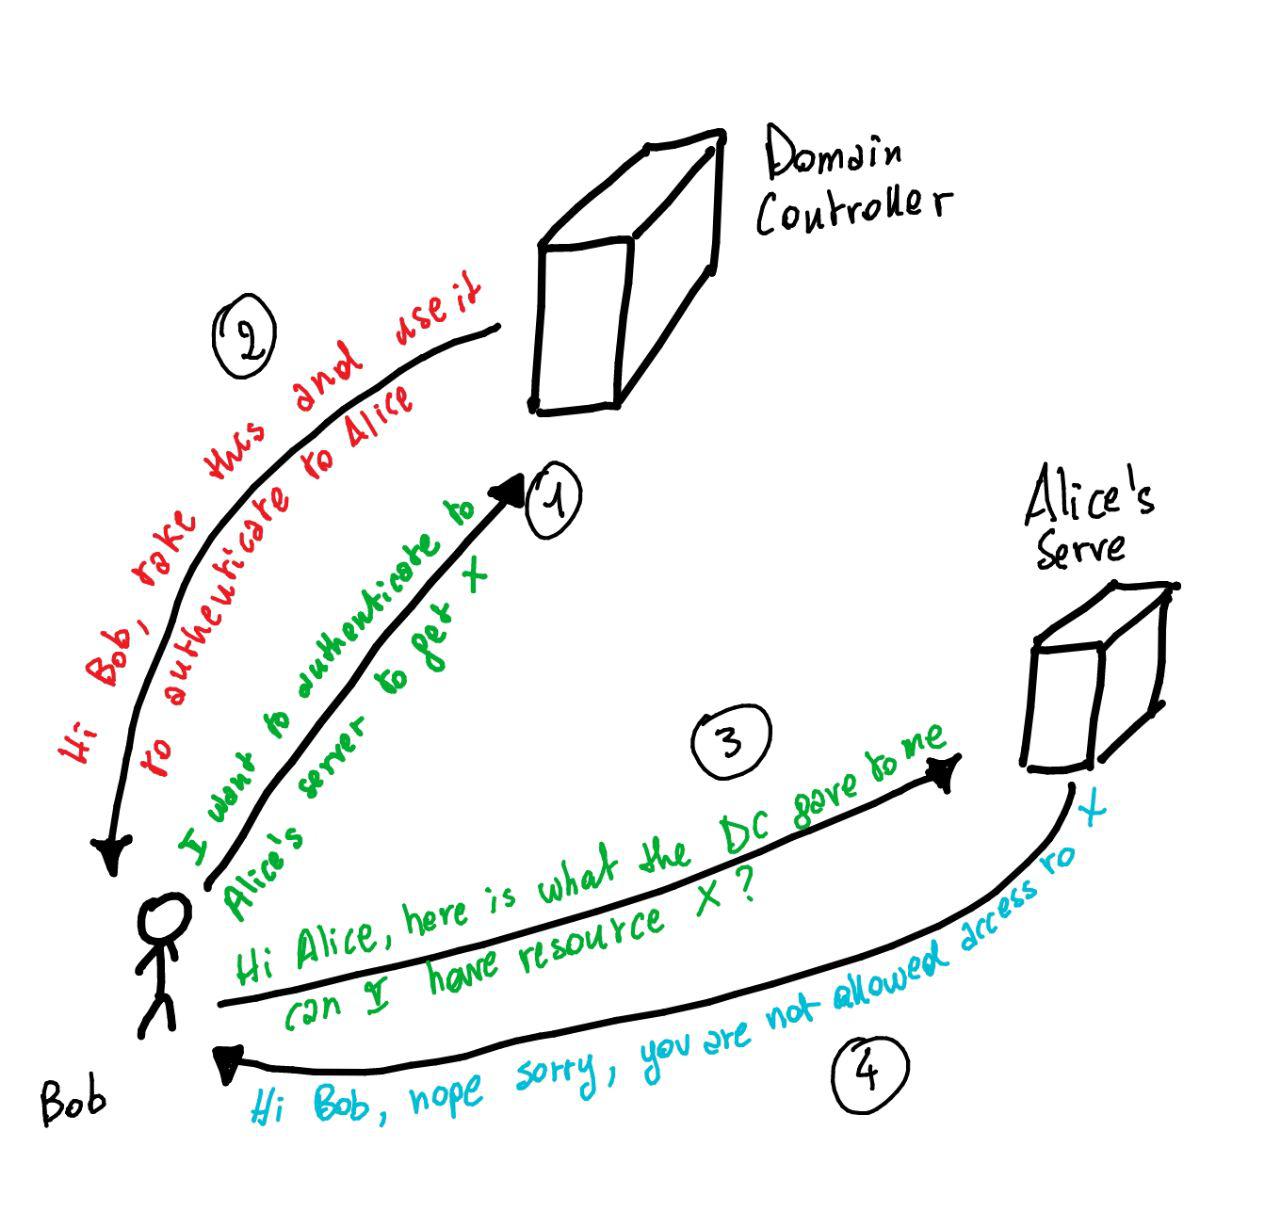 Domain
Controller
2
Hi Bob, take this and use it
to authenticate to Alice
1
I want to authenticate to
Alice's server to get X
Alice's
Serve
3
Hi Alice, here is what the DC gave to me
can I have resource X ?
4
Hi Bob, nope sorry, you are not allowed access to X
Bob